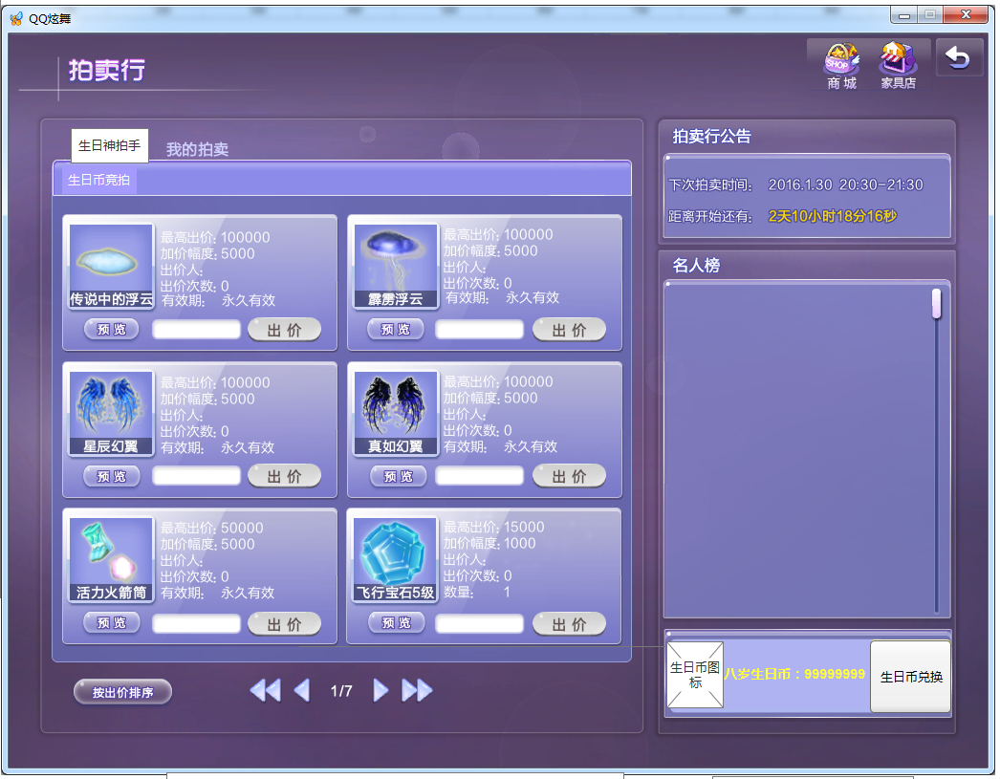 QQ炫舞
拍卖行
SHOP
商城
家具店
生日神拍手
我的拍卖
生日币竞拍
最高出价: 100000
加价幅度: 5000
出价人:
出价次数: 0
有效期: 永久有效
传说中的浮云
预览
出价
最高出价: 100000
加价幅度: 5000
出价人:
出价次数: 0
有效期: 永久有效
霹雳浮云
预览
出价
最高出价: 100000
加价幅度: 5000
出价人:
出价次数: 0
有效期: 永久有效
星辰幻翼
预览
出价
最高出价: 100000
加价幅度: 5000
出价人:
出价次数: 0
有效期: 永久有效
真如幻翼
预览
出价
最高出价: 50000
加价幅度: 5000
出价人:
出价次数: 0
有效期: 永久有效
活力火箭筒
预览
出价
最高出价: 15000
加价幅度: 1000
出价人:
出价次数: 0
数量: 1
飞行宝石5级
预览
出价
按出价排序
1/7
拍卖行公告
下次拍卖时间: 2016.1.30 20:30-21:30
距离开始还有: 2天10小时18分16秒
名人榜
生日币图
标
八岁生日币：99999999
生日币兑换